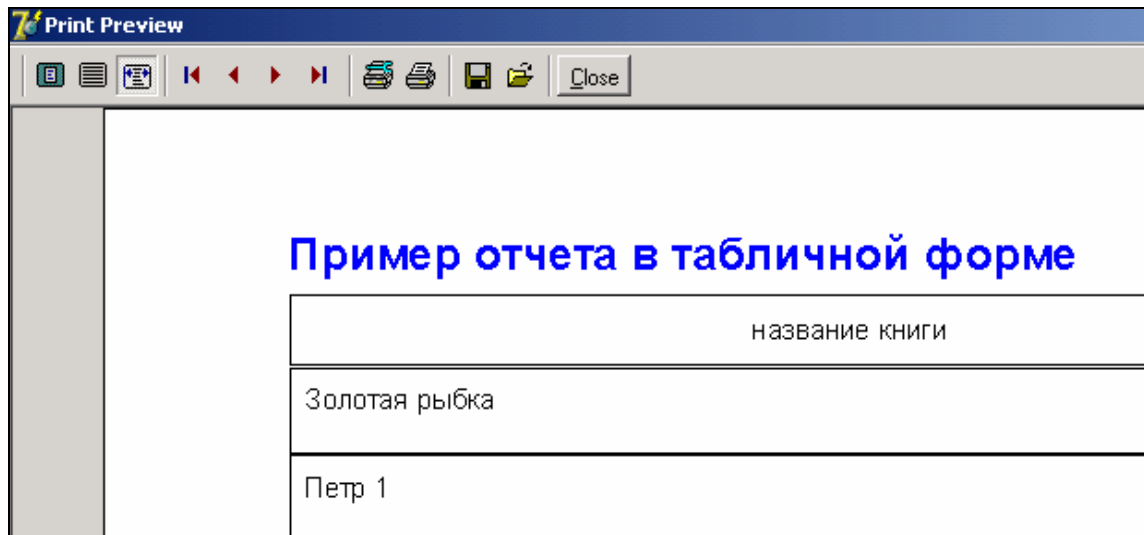 Print Preview
Close
Пример отчета в табличной форме
название книги
Золотая рыбка
Петр 1